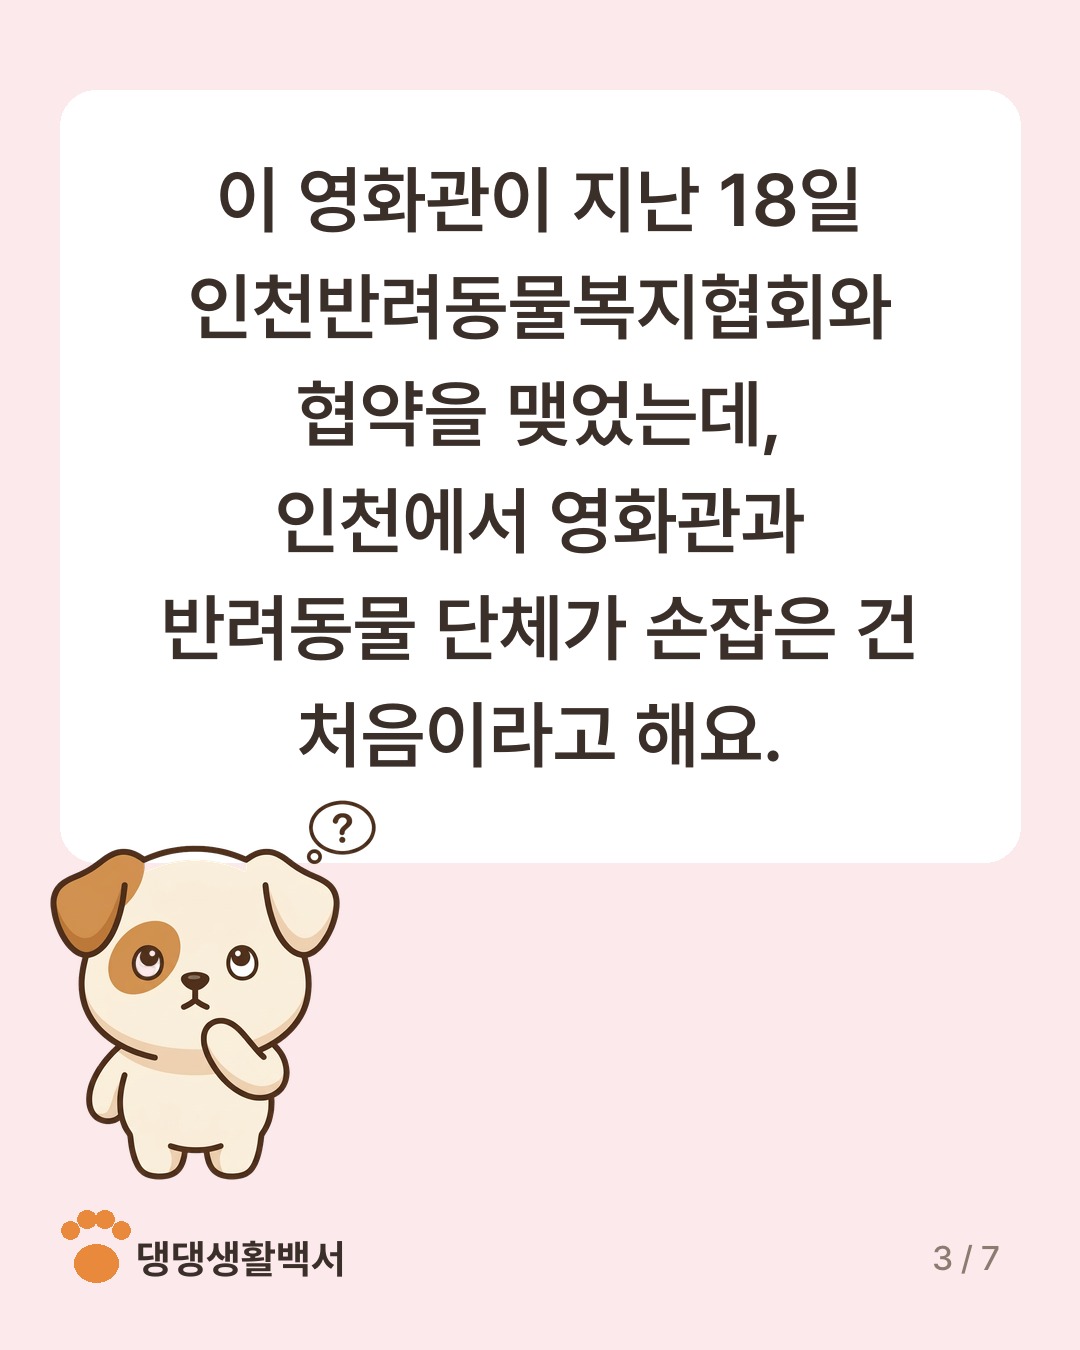 이 영화관이 지난 18일
인천반려동물복지협회와
협약을 맺었는데,
인천에서 영화관과
반려동물 단체가 손잡은 건
처음이라고 해요.
?
댕댕생활백서
3 / 7